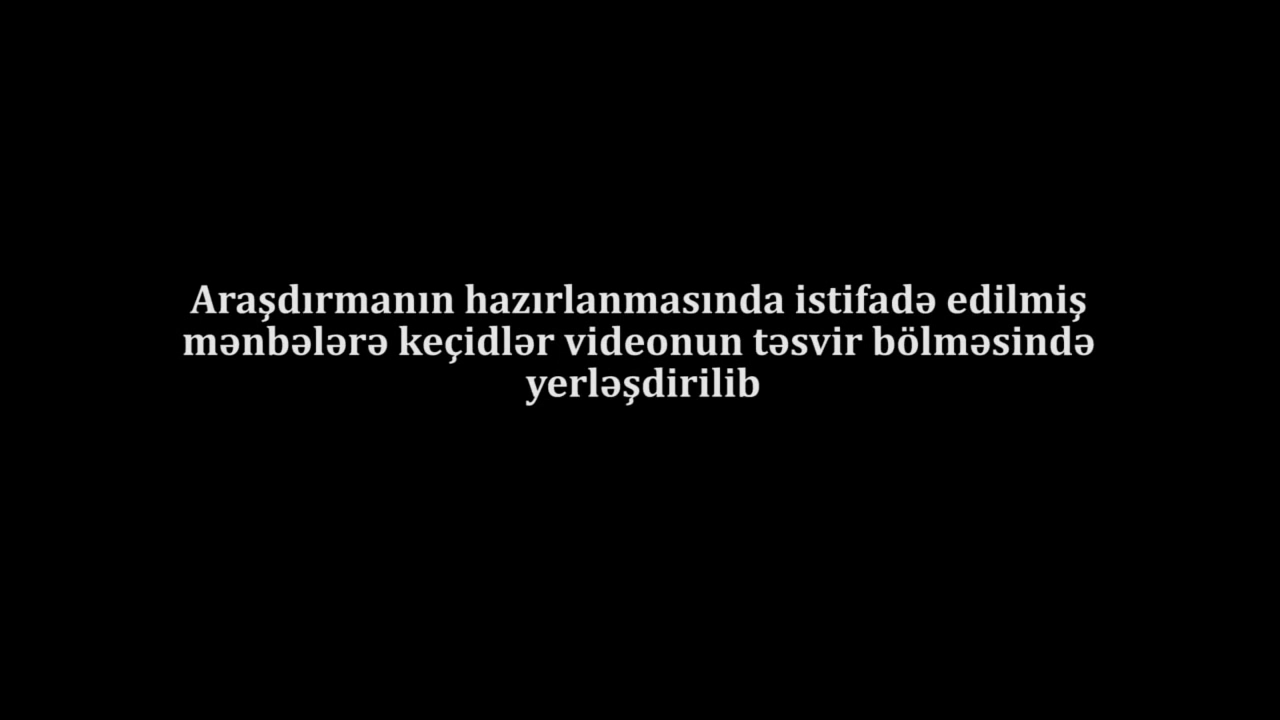 Araşdırmanın hazırlanmasında istifadə edilmiş
mənbələrə keçidlər videonun təsvir bölməsində
yerləşdirilib